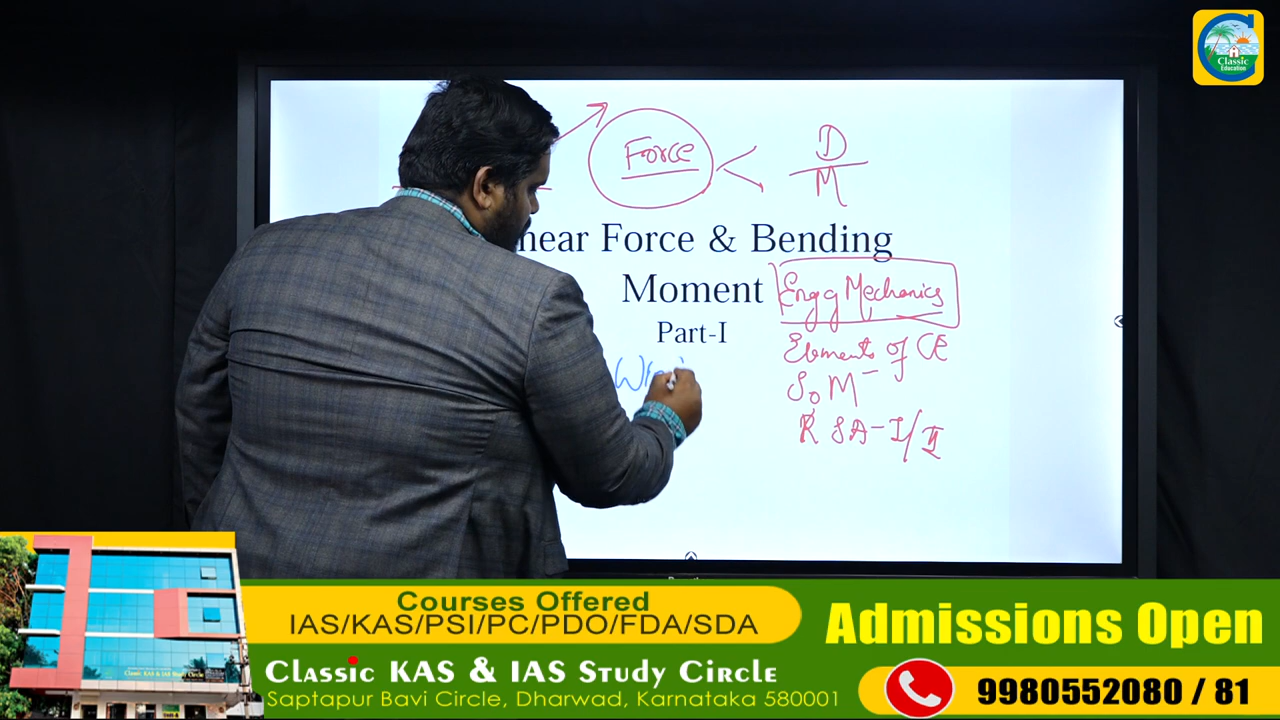 Classic
Education
Force
D
M
hear Force & Bending
Moment
Part-I
Engg Mechanics
Elements of CE
SOM
RSA-I/II
Courses Offered
IAS/KAS/PSI/PC/PDO/FDA/SDA
Admissions Open
Classic KAS & IAS Study Circle
Saptapur Bavi Circle, Dharwad, Karnataka 580001
9980552080 / 81